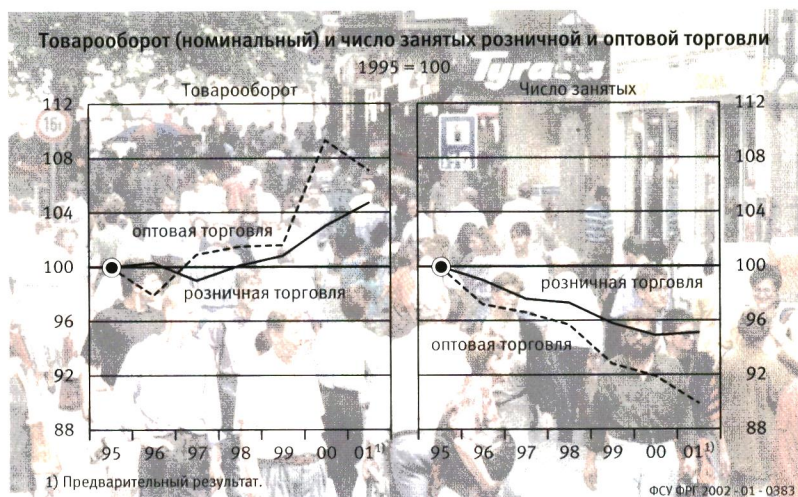 Товарооборот (номинальный) и число занятых розничной и оптовой торговли
1995 = 100
Товарооборот
Число занятых
112
108
104
100
96
92
88
оптовая торговля
розничная торговля
95 96 97 98 99 00 01¹⁾
112
108
104
100
96
92
88
розничная торговля
оптовая торговля
95 96 97 98 99 00 01¹⁾
16t
1) Предварительный результат.
ФСУ ФРГ 2002 - 01 - 0383